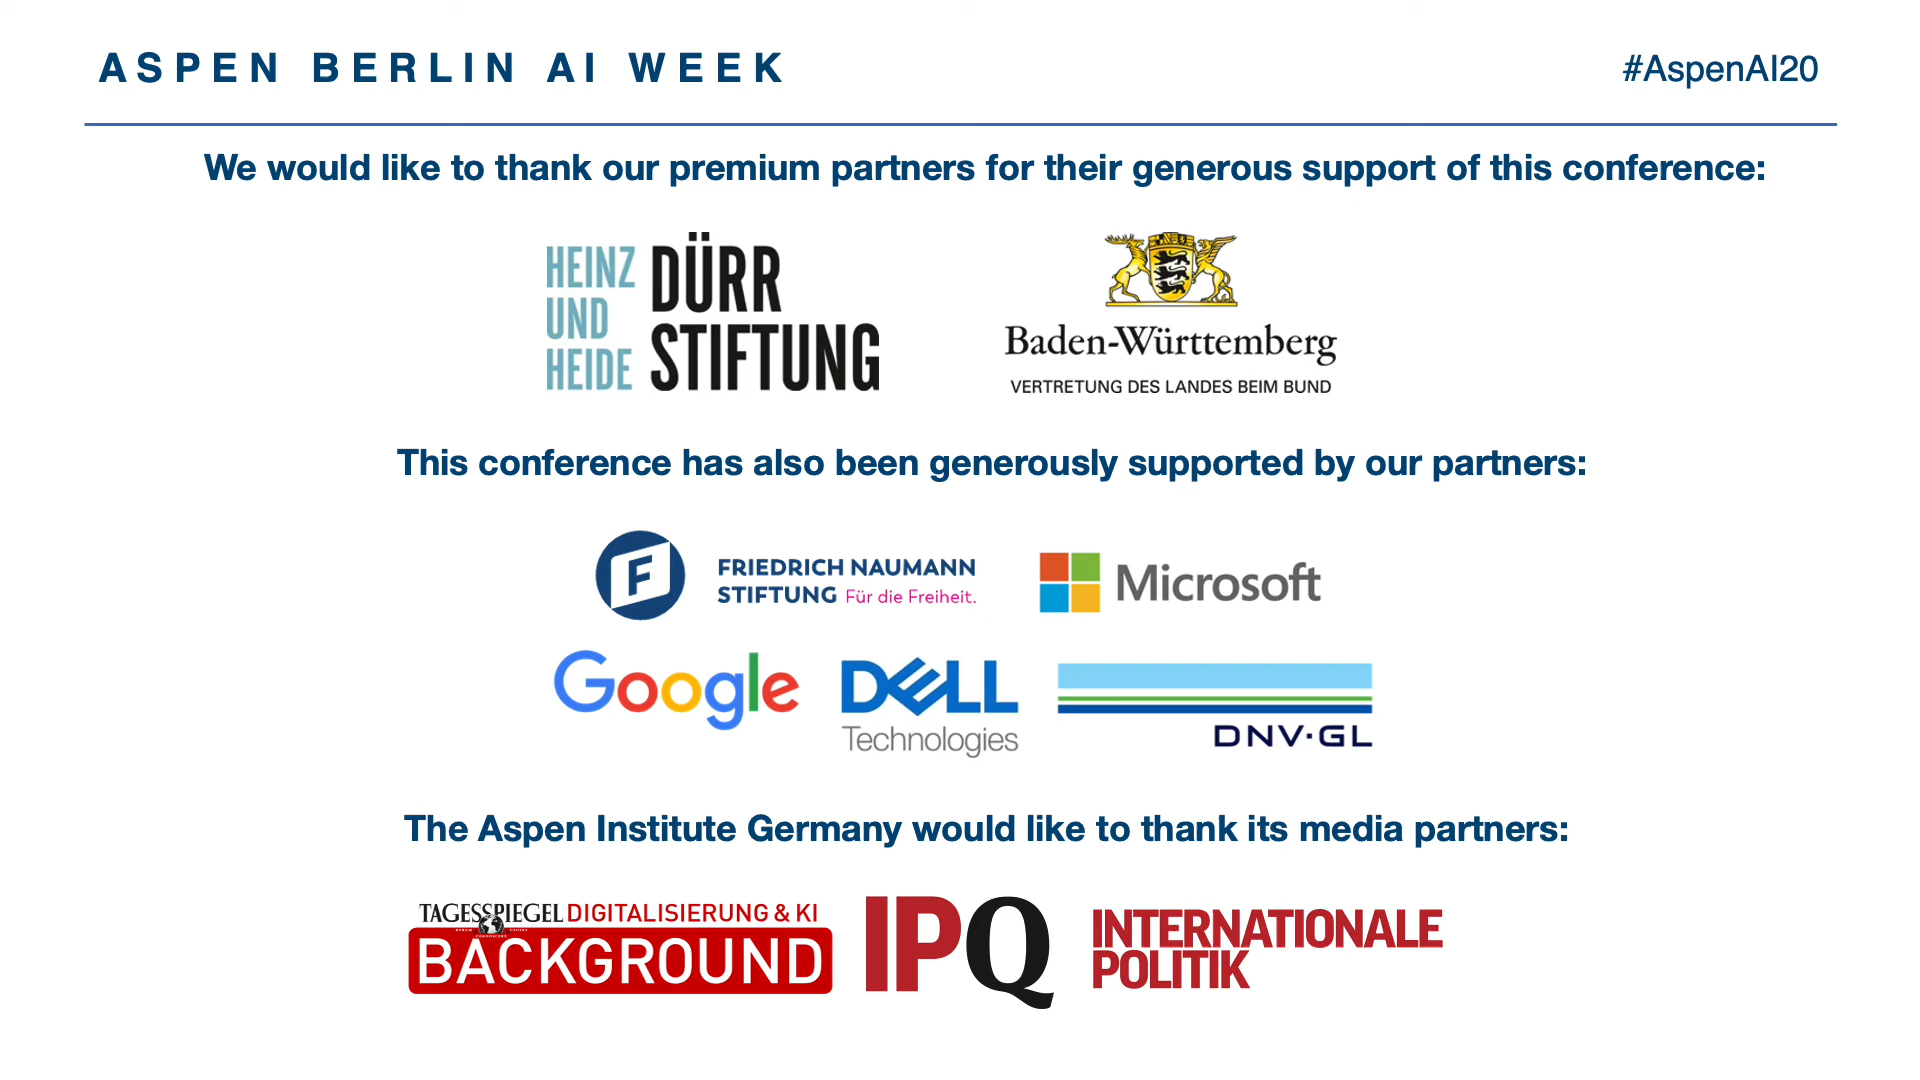 ASPEN BERLIN AI WEEK
#AspenAI20
We would like to thank our premium partners for their generous support of this conference:
HEINZ UND HEIDE
DÜRR STIFTUNG
Baden-Württemberg
VERTRETUNG DES LANDES BEIM BUND
This conference has also been generously supported by our partners:
F
FRIEDRICH NAUMANN
STIFTUNG Für die Freiheit.
Microsoft
Google
DELL
Technologies
DNV·GL
The Aspen Institute Germany would like to thank its media partners:
TAGESSPIEGEL DIGITALISIERUNG & KI
BACKGROUND
IPQ
INTERNATIONALE
POLITIK